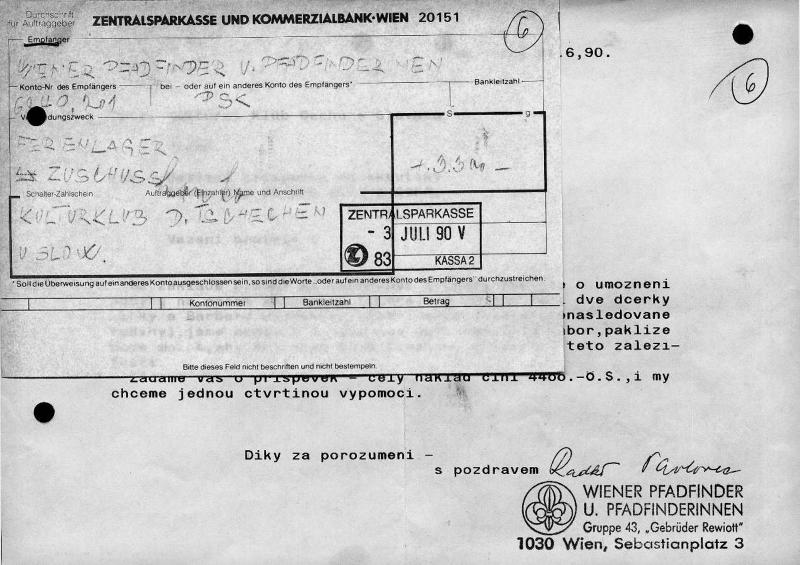 Durchschrift
für Auftraggeber
ZENTRALSPARKASSE UND KOMMERZIALBANK·WIEN 20151
6
Empfänger
WIENER PFADFINDER U. PFADFINDERINNEN
Konto-Nr. des Empfängers
bei – oder auf ein anderes Konto des Empfängers*
Bankleitzahl
PSK
Verwendungszweck
S
g
FERIENLAGER
ZUSCHUSS
Schalter-Zahlschein
Auftraggeber (Einzahler) Name und Anschrift
KULTURKLUB D. TSCHECHEN
U SLOW.
ZENTRALSPARKASSE
- 3 JULI 90 V
83
KASSA 2
*Soll die Überweisung auf ein anderes Konto ausgeschlossen sein, so sind die Worte „oder auf ein anderes Konto des Empfängers" durchzustreichen.
Kontonummer
Bankleitzahl
Betrag
S
Bitte dieses Feld nicht beschriften und nicht bestempeln.
.6,90.
6
o umozneni
dve dcerky
nasledovane
bor,paklize
teto zalezi-
Zadame Vas o prispevek - cely naklad cini 4400.-O.S.,i my
chceme jednou ctvrtinou vypomoci.
Diky za porozumeni -
s pozdravem
WIENER PFADFINDER
U. PFADFINDERINNEN
Gruppe 43, „Gebrüder Rewiott"
1030 Wien, Sebastianplatz 3